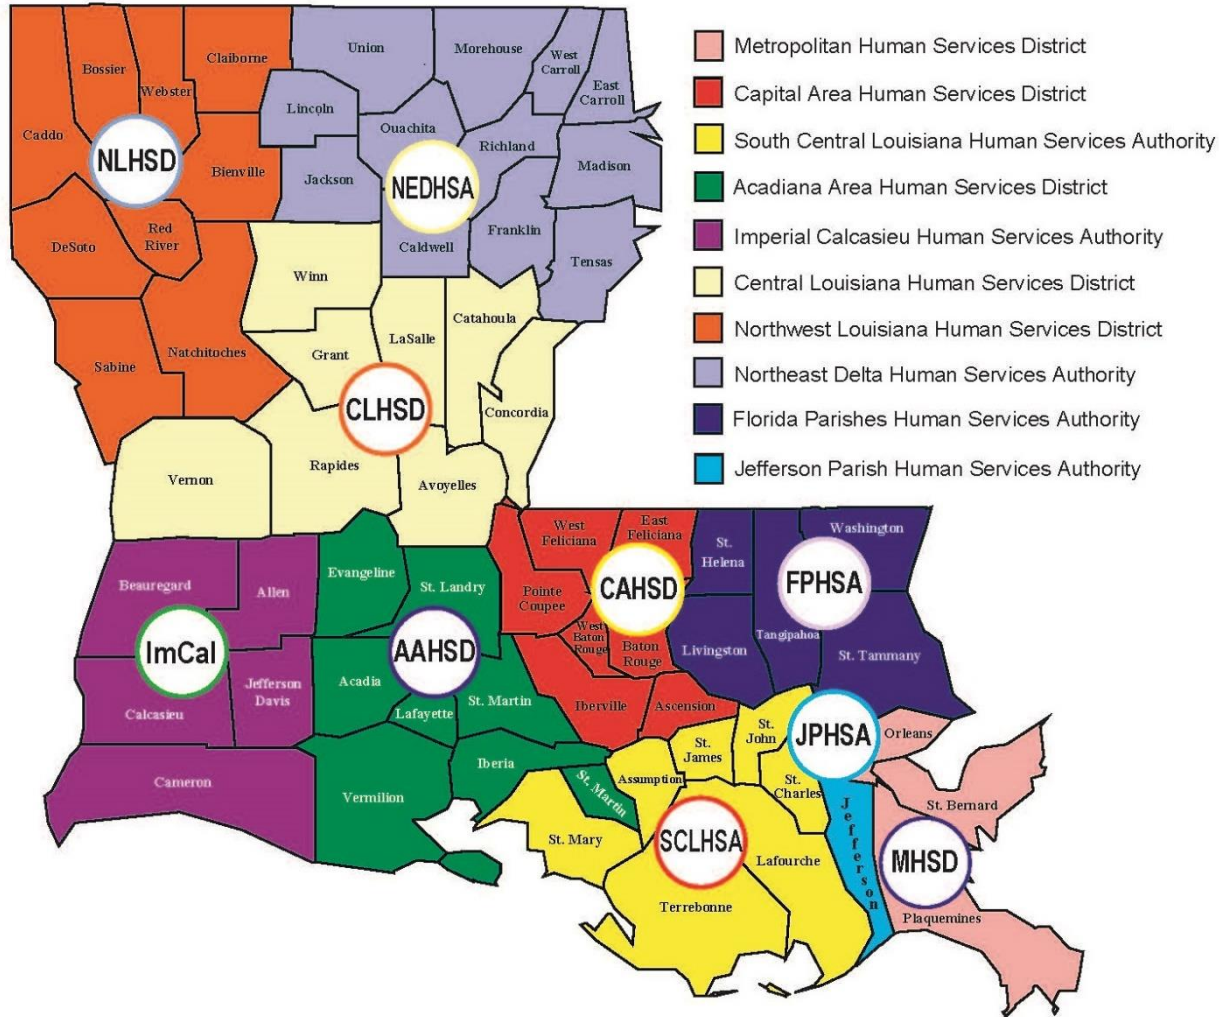 Metropolitan Human Services District
Capital Area Human Services District
South Central Louisiana Human Services Authority
Acadiana Area Human Services District
Imperial Calcasieu Human Services Authority
Central Louisiana Human Services District
Northwest Louisiana Human Services District
Northeast Delta Human Services Authority
Florida Parishes Human Services Authority
Jefferson Parish Human Services Authority
Caddo
Bossier
Webster
Claiborne
NLHSD
Bienville
DeSoto
Red
River
Sabine
Natchitoches
Union
Morehouse
West
Carroll
East
Carroll
Lincoln
Ouachita
Richland
Madison
Jackson
NEDHSA
Caldwell
Franklin
Tensas
Winn
Grant
LaSalle
Catahoula
CLHSD
Concordia
Vernon
Rapides
Avoyelles
Beauregard
Allen
ImCal
Calcasieu
Jefferson
Davis
Cameron
Evangeline
St. Landry
AAHSD
Acadia
Lafayette
St. Martin
Iberia
Vermilion
St. Martin
West
Feliciana
East
Feliciana
Pointe
Coupee
CAHSD
West
Baton
Rouge
Baton
Rouge
Iberville
Ascension
St.
Helena
Washington
FPHSA
Livingston
Tangipahoa
St. Tammany
St.
John
St.
James
Assumption
St.
Charles
JPHSA
Orleans
St. Mary
SCLHSA
Lafourche
Terrebonne
Jefferson
St. Bernard
MHSD
Plaquemines